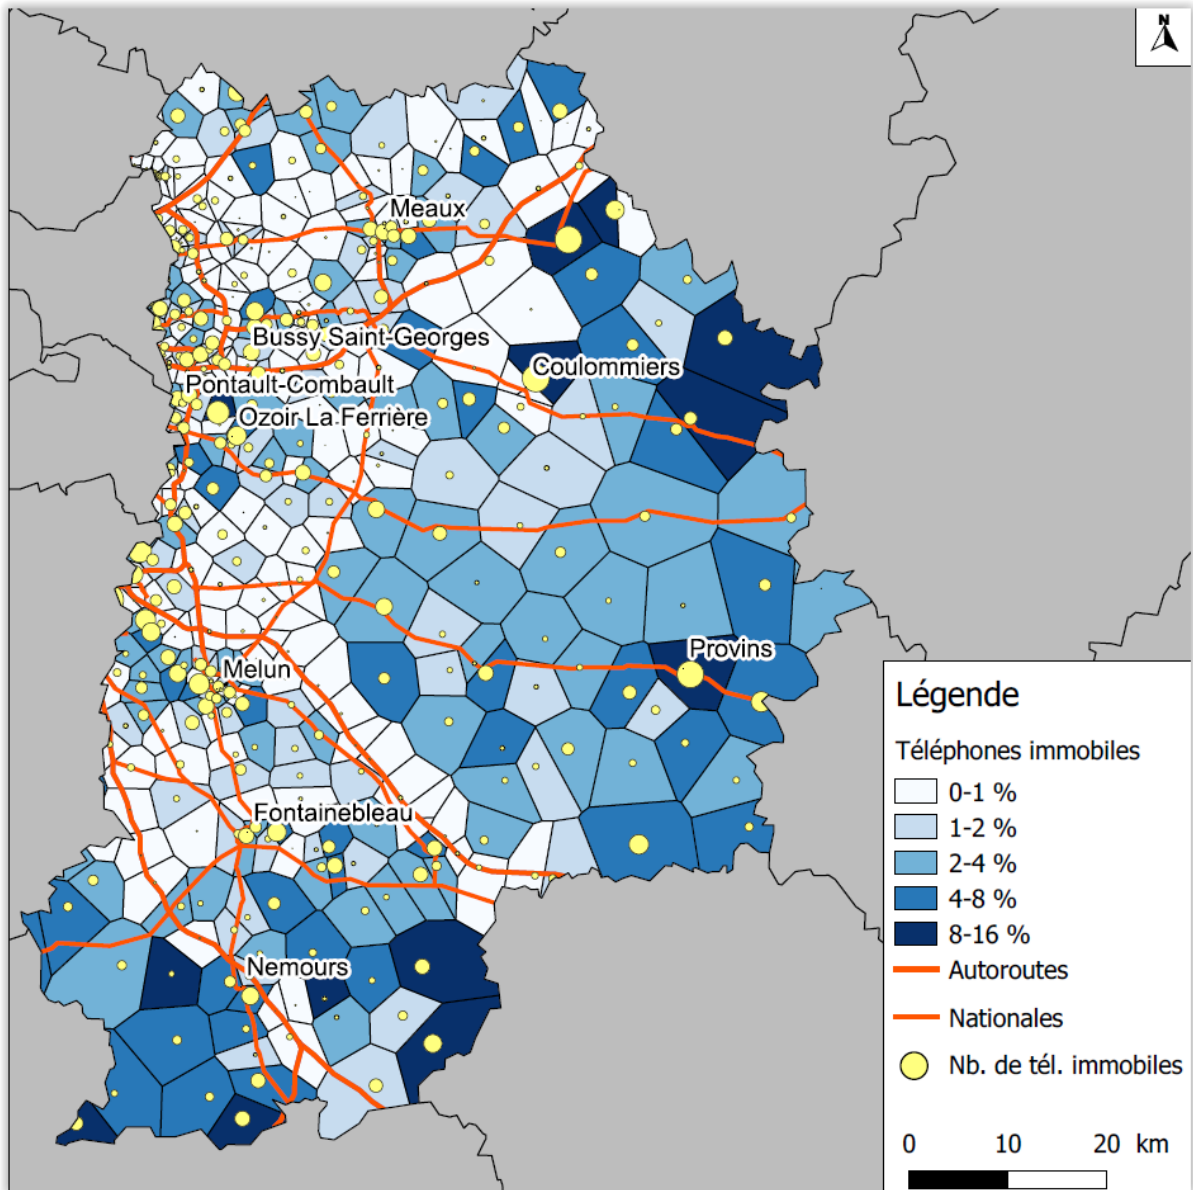 N
Meaux
Bussy Saint-Georges
Coulommiers
Pontault-Combault
Ozoir La Ferrière
Provins
Melun
Fontainebleau
Nemours
Légende
Téléphones immobiles
0-1 %
1-2 %
2-4 %
4-8 %
8-16 %
Autoroutes
Nationales
Nb. de tél. immobiles
0 10 20 km